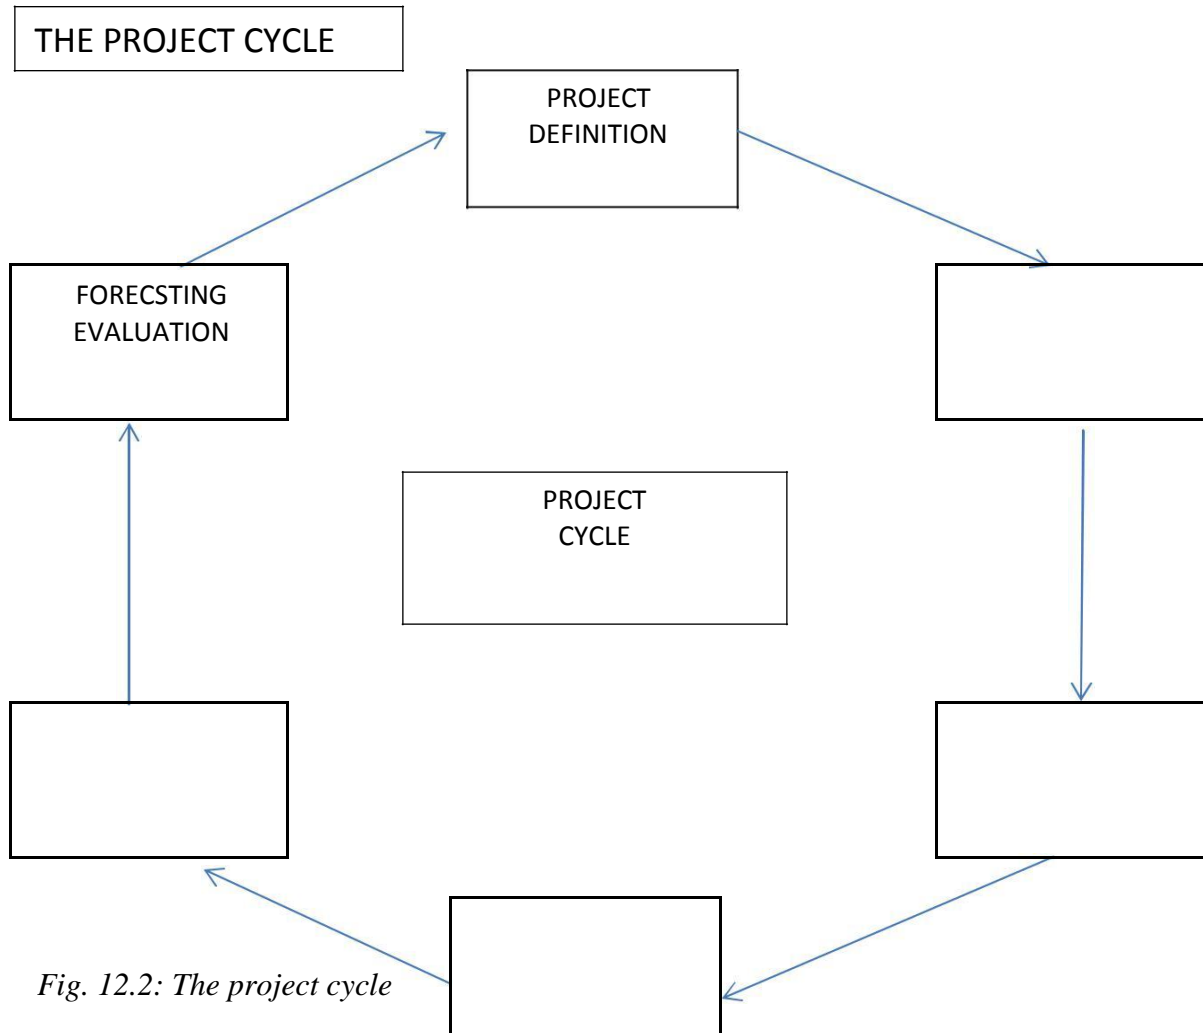 THE PROJECT CYCLE
PROJECT
DEFINITION
FORECSTING
EVALUATION
PROJECT
CYCLE
Fig. 12.2: The project cycle